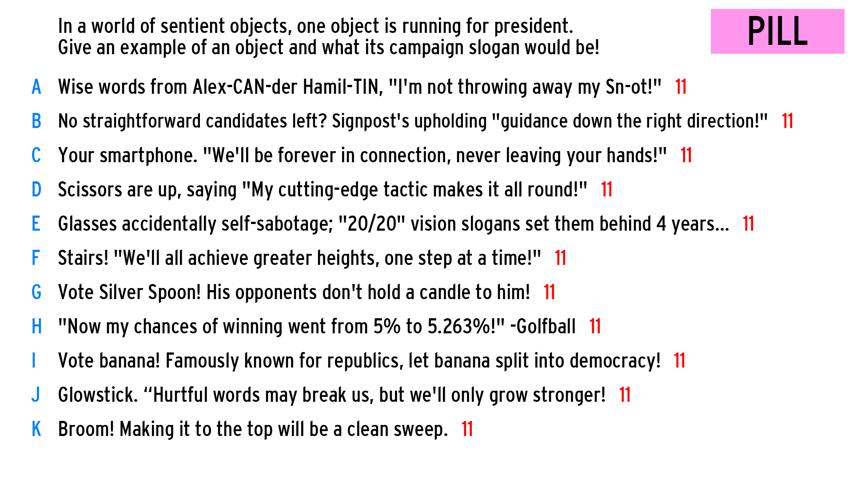 In a world of sentient objects, one object is running for president.
Give an example of an object and what its campaign slogan would be!
PILL
A Wise words from Alex-CAN-der Hamil-TIN, "I'm not throwing away my Sn-ot!" 11
B No straightforward candidates left? Signpost's upholding "guidance down the right direction!" 11
C Your smartphone. "We'll be forever in connection, never leaving your hands!" 11
D Scissors are up, saying "My cutting-edge tactic makes it all round!" 11
E Glasses accidentally self-sabotage; "20/20" vision slogans set them behind 4 years... 11
F Stairs! "We'll all achieve greater heights, one step at a time!" 11
G Vote Silver Spoon! His opponents don't hold a candle to him! 11
H "Now my chances of winning went from 5% to 5.263%!" -Golfball 11
I Vote banana! Famously known for republics, let banana split into democracy! 11
J Glowstick. “Hurtful words may break us, but we'll only grow stronger! 11
K Broom! Making it to the top will be a clean sweep. 11